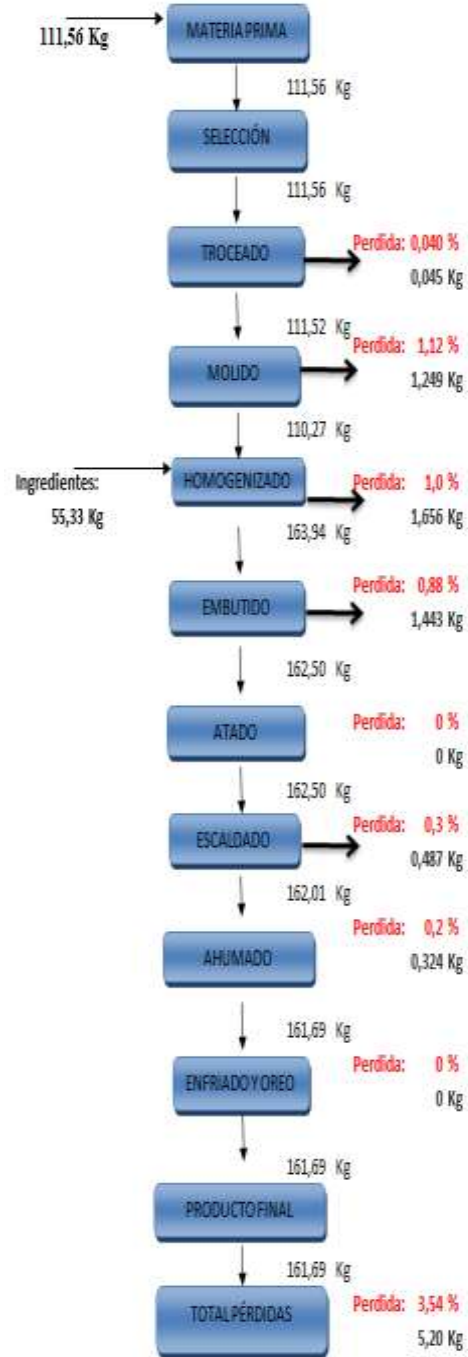 MATERIA PRIMA
111,56 Kg
111,56 Kg
SELECCIÓN
111,56 Kg
TROCEADO
Perdida: 0,040 %
0,045 Kg
111,52 Kg
MOLIDO
Perdida: 1,12 %
1,249 Kg
110,27 Kg
Ingredientes:
55,33 Kg
HOMOGENIZADO
Perdida: 1,0 %
1,656 Kg
163,94 Kg
EMBUTIDO
Perdida: 0,88 %
1,443 Kg
162,50 Kg
ATADO
Perdida: 0 %
0 Kg
162,50 Kg
ESCALDADO
Perdida: 0,3 %
0,487 Kg
162,01 Kg
AHUMADO
Perdida: 0,2 %
0,324 Kg
161,69 Kg
ENFRIADO Y OREO
Perdida: 0 %
0 Kg
161,69 Kg
PRODUCTO FINAL
161,69 Kg
TOTAL PÉRDIDAS
Perdida: 3,54 %
5,20 Kg